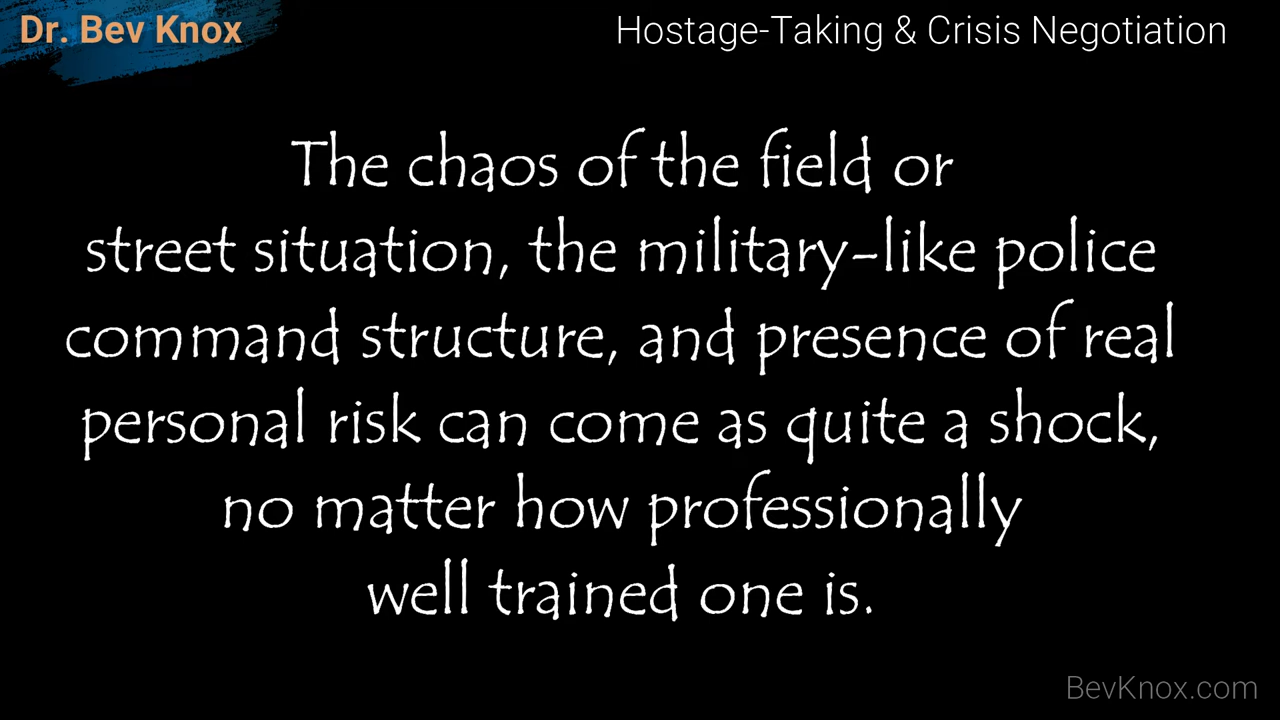 Dr. Bev Knox
Hostage-Taking & Crisis Negotiation
The chaos of the field or
street situation, the military-like police
command structure, and presence of real
personal risk can come as quite a shock,
no matter how professionally
well trained one is.
BevKnox.com